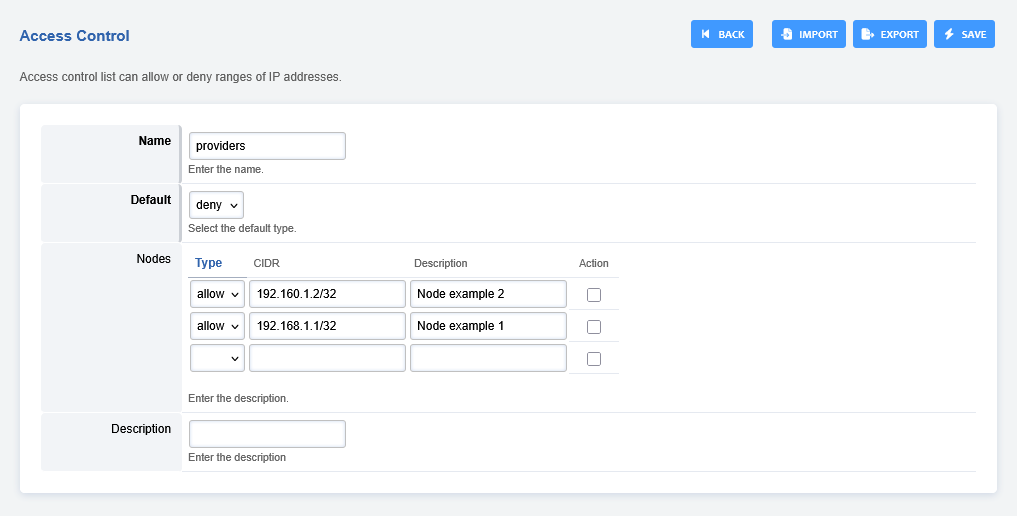 Access Control
BACK IMPORT EXPORT SAVE
Access control list can allow or deny ranges of IP addresses.
Name providers
Enter the name.
Default deny
Select the default type.
Nodes Type CIDR Description Action
allow 192.160.1.2/32 Node example 2
allow 192.168.1.1/32 Node example 1
Enter the description.
Description
Enter the description